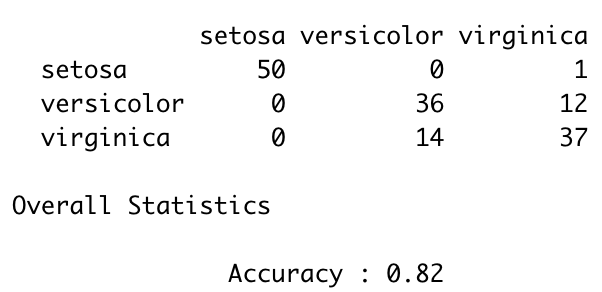 setosa versicolor virginica
setosa 50 0 1
versicolor 0 36 12
virginica 0 14 37
Overall Statistics
Accuracy : 0.82